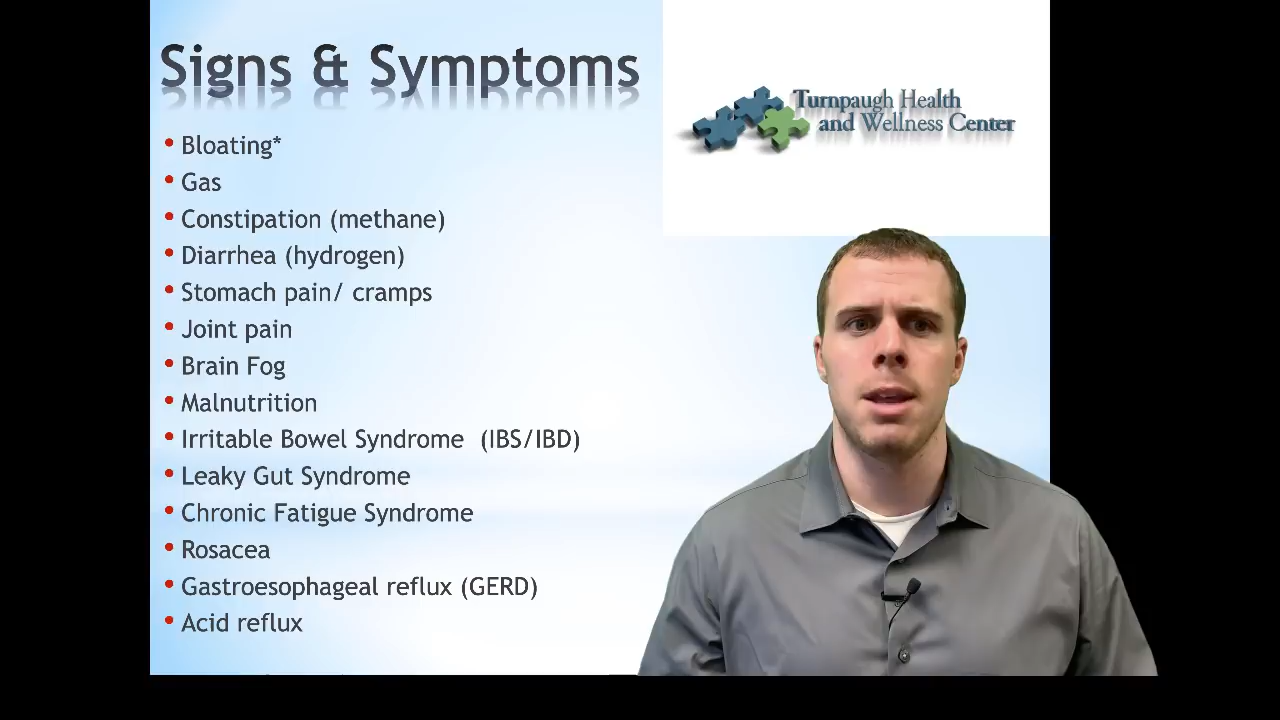 Signs & Symptoms
Turnpaugh Health
and Wellness Center
• Bloating*
• Gas
• Constipation (methane)
• Diarrhea (hydrogen)
• Stomach pain/ cramps
• Joint pain
• Brain Fog
• Malnutrition
• Irritable Bowel Syndrome (IBS/IBD)
• Leaky Gut Syndrome
• Chronic Fatigue Syndrome
• Rosacea
• Gastroesophageal reflux (GERD)
• Acid reflux